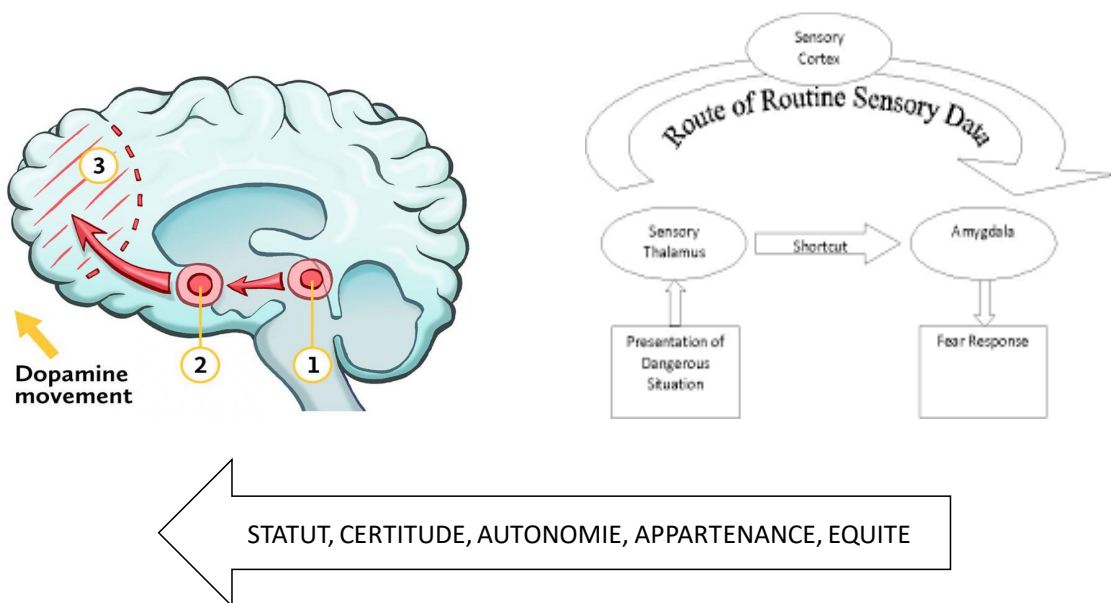 3
2
1
Dopamine
movement
Sensory
Cortex
Route of Routine Sensory Data
Sensory
Thalamus
Shortcut
Amygdala
Presentation of
Dangerous
Situation
Fear Response
STATUT, CERTITUDE, AUTONOMIE, APPARTENANCE, EQUITE